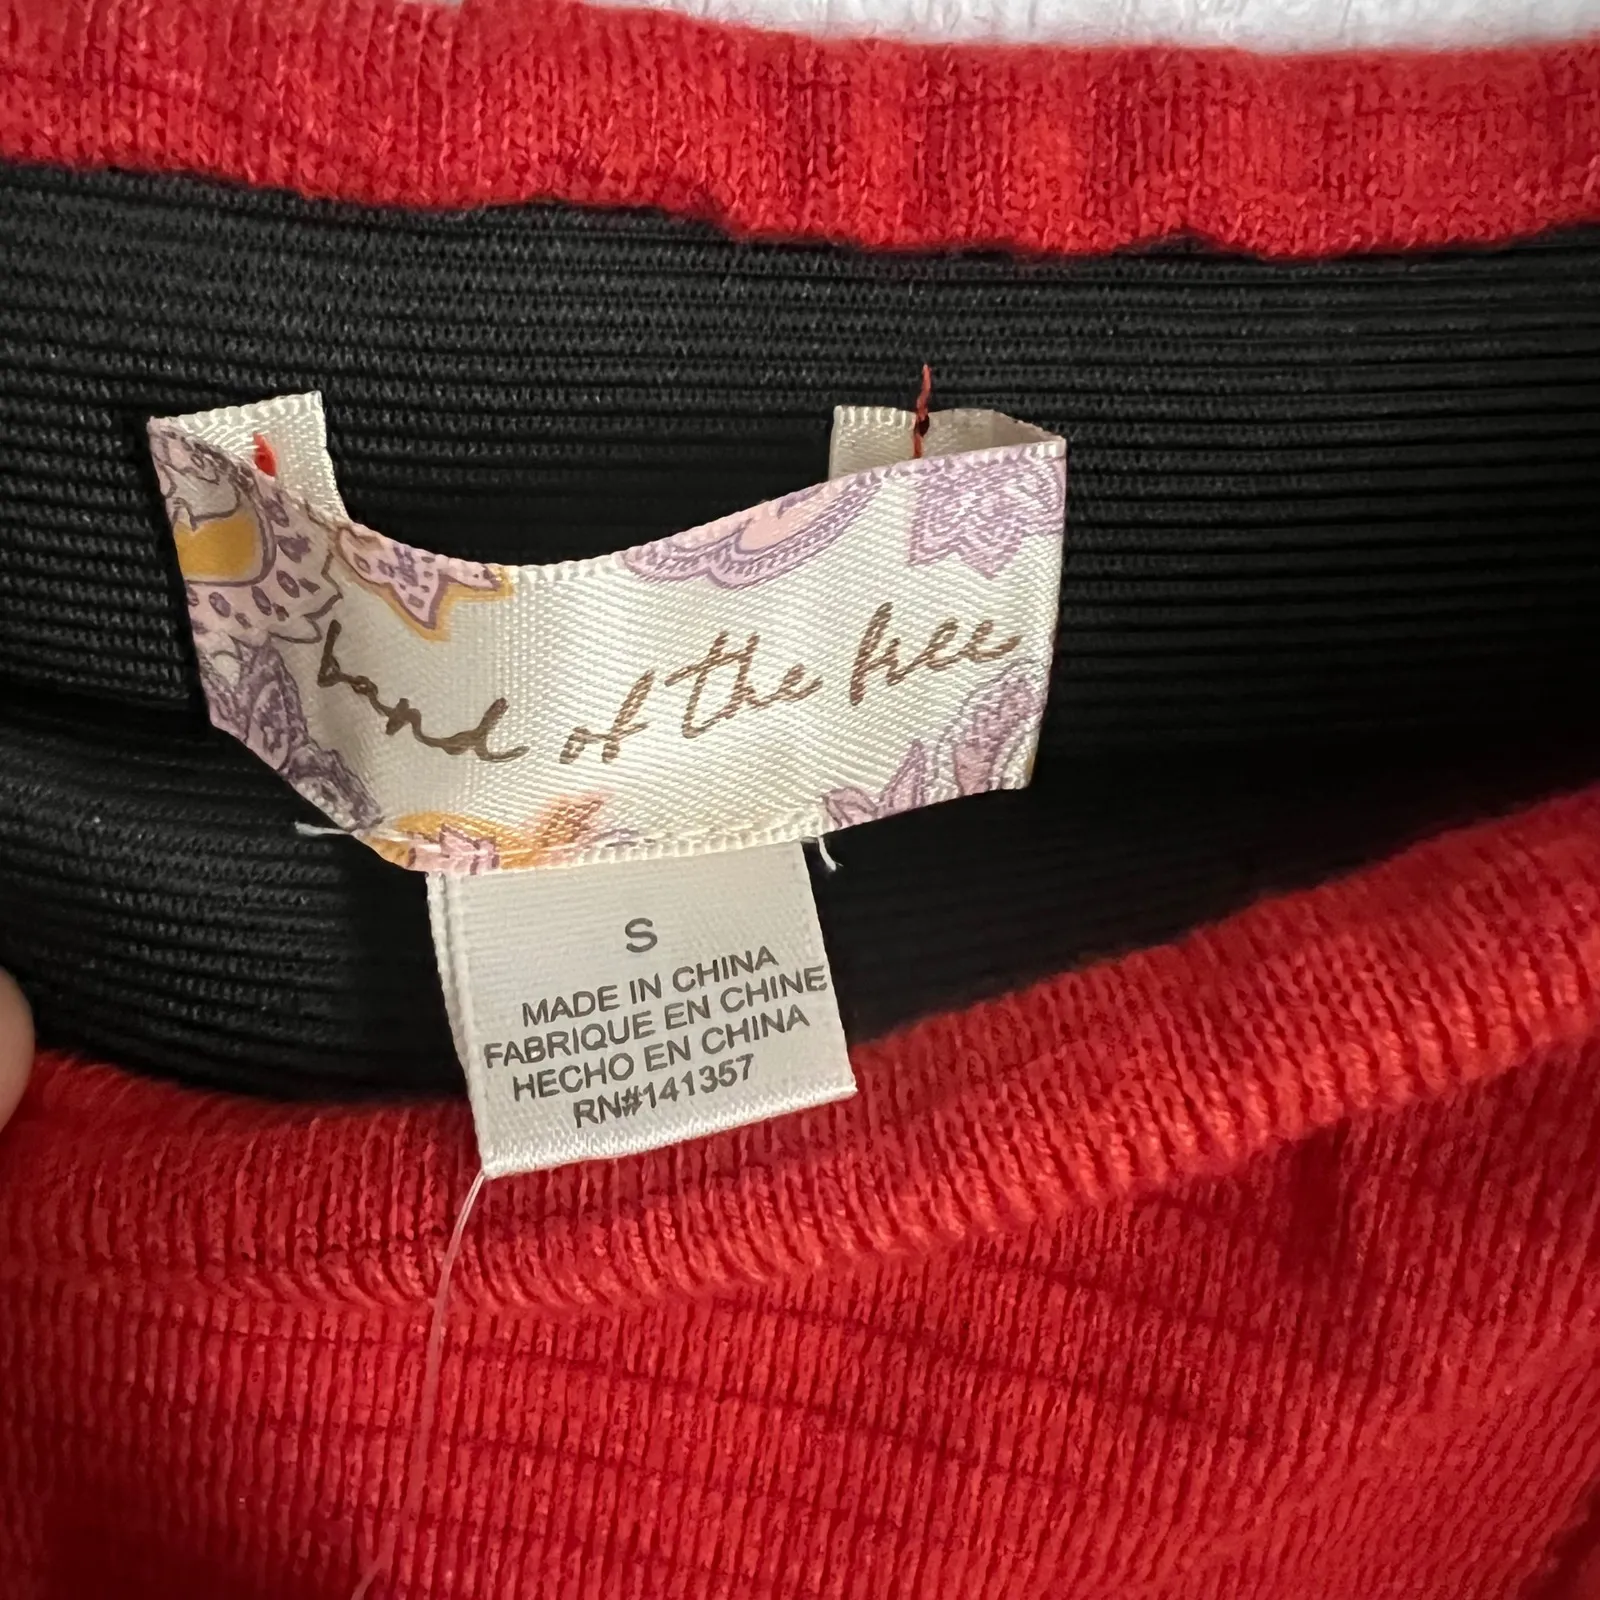 band of the free
S
MADE IN CHINA
FABRIQUE EN CHINE
HECHO EN CHINA
RN#141357